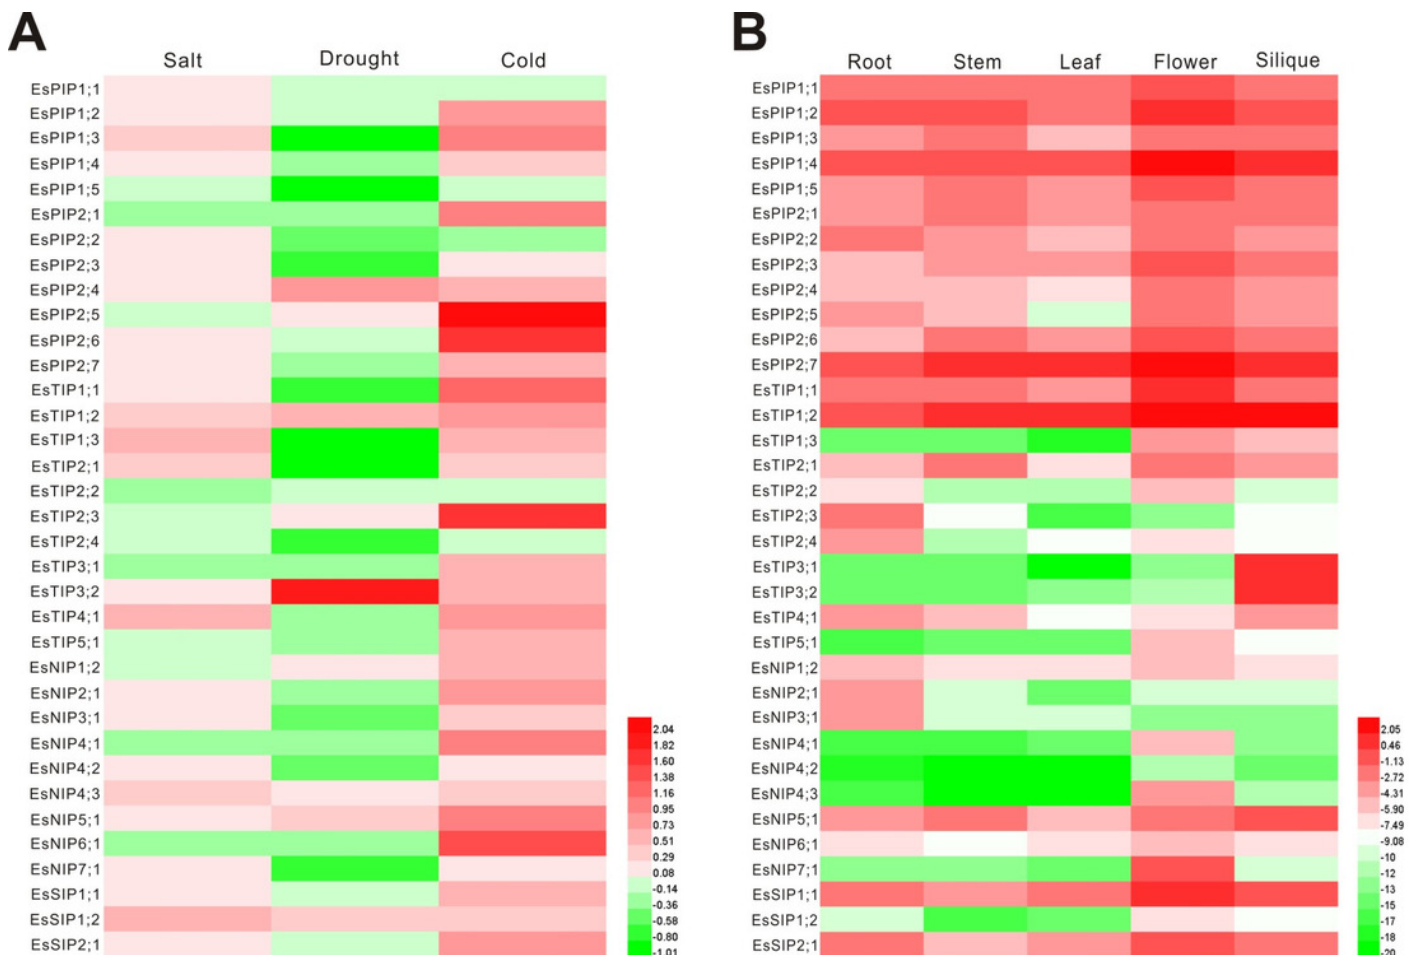 A
Salt Drought Cold
EsPIP1;1
EsPIP1;2
EsPIP1;3
EsPIP1;4
EsPIP1;5
EsPIP2;1
EsPIP2;2
EsPIP2;3
EsPIP2;4
EsPIP2;5
EsPIP2;6
EsPIP2;7
EsTIP1;1
EsTIP1;2
EsTIP1;3
EsTIP2;1
EsTIP2;2
EsTIP2;3
EsTIP2;4
EsTIP3;1
EsTIP3;2
EsTIP4;1
EsTIP5;1
EsNIP1;2
EsNIP2;1
EsNIP3;1
EsNIP4;1
EsNIP4;2
EsNIP4;3
EsNIP5;1
EsNIP6;1
EsNIP7;1
EsSIP1;1
EsSIP1;2
EsSIP2;1
2.04
1.82
1.60
1.38
1.16
0.95
0.73
0.51
0.29
0.08
-0.14
-0.36
-0.58
-0.80
-1.01
B
Root Stem Leaf Flower Silique
EsPIP1;1
EsPIP1;2
EsPIP1;3
EsPIP1;4
EsPIP1;5
EsPIP2;1
EsPIP2;2
EsPIP2;3
EsPIP2;4
EsPIP2;5
EsPIP2;6
EsPIP2;7
EsTIP1;1
EsTIP1;2
EsTIP1;3
EsTIP2;1
EsTIP2;2
EsTIP2;3
EsTIP2;4
EsTIP3;1
EsTIP3;2
EsTIP4;1
EsTIP5;1
EsNIP1;2
EsNIP2;1
EsNIP3;1
EsNIP4;1
EsNIP4;2
EsNIP4;3
EsNIP5;1
EsNIP6;1
EsNIP7;1
EsSIP1;1
EsSIP1;2
EsSIP2;1
2.05
0.46
-1.13
-2.72
-4.31
-5.90
-7.49
-9.08
-10
-12
-13
-15
-17
-18
-20